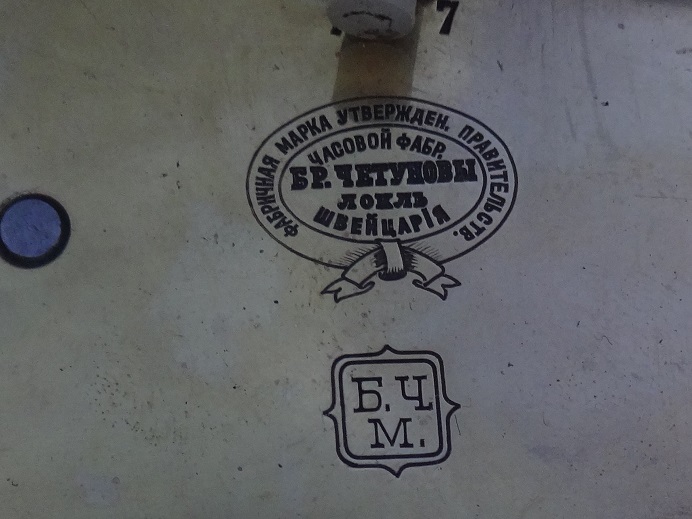 7
ФАБРИЧНАЯ МАРКА УТВЕРЖДЕН. ПРАВИТЕЛЬСТВ.
ЧАСОВОЙ ФАБР.
БР. ЧЕТУНОВЫ
ЛОКЛЬ
ШВЕЙЦАРІЯ
Б. Ч.
М.